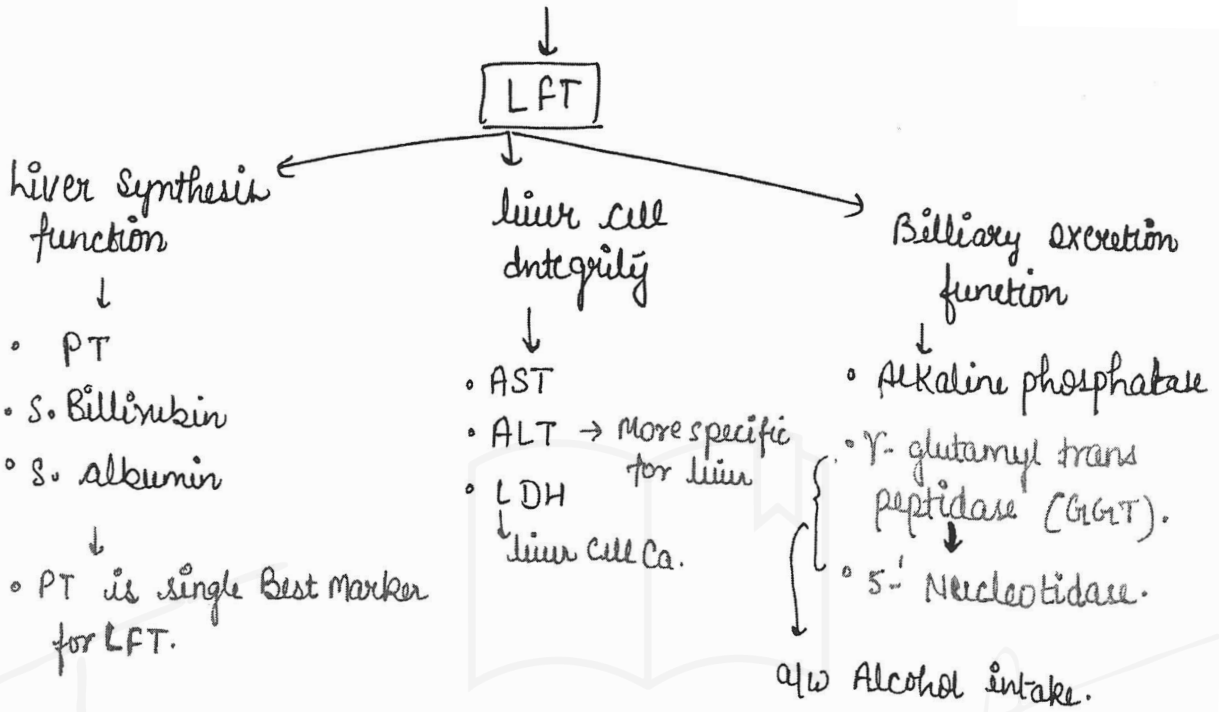 LFT
Liver Synthesis
function
• PT
• S. Billirubin
• S. albumin
• PT is single Best Marker
for LFT.
liver cell
Integrity
• AST
• ALT → More specific
for liver
• LDH
liver Cell Ca.
Billiary excretion
function
• Alkaline phosphatase
• γ- glutamyl trans
peptidase (GGT).
• 5-' Nucleotidase.
a/w Alcohol intake.